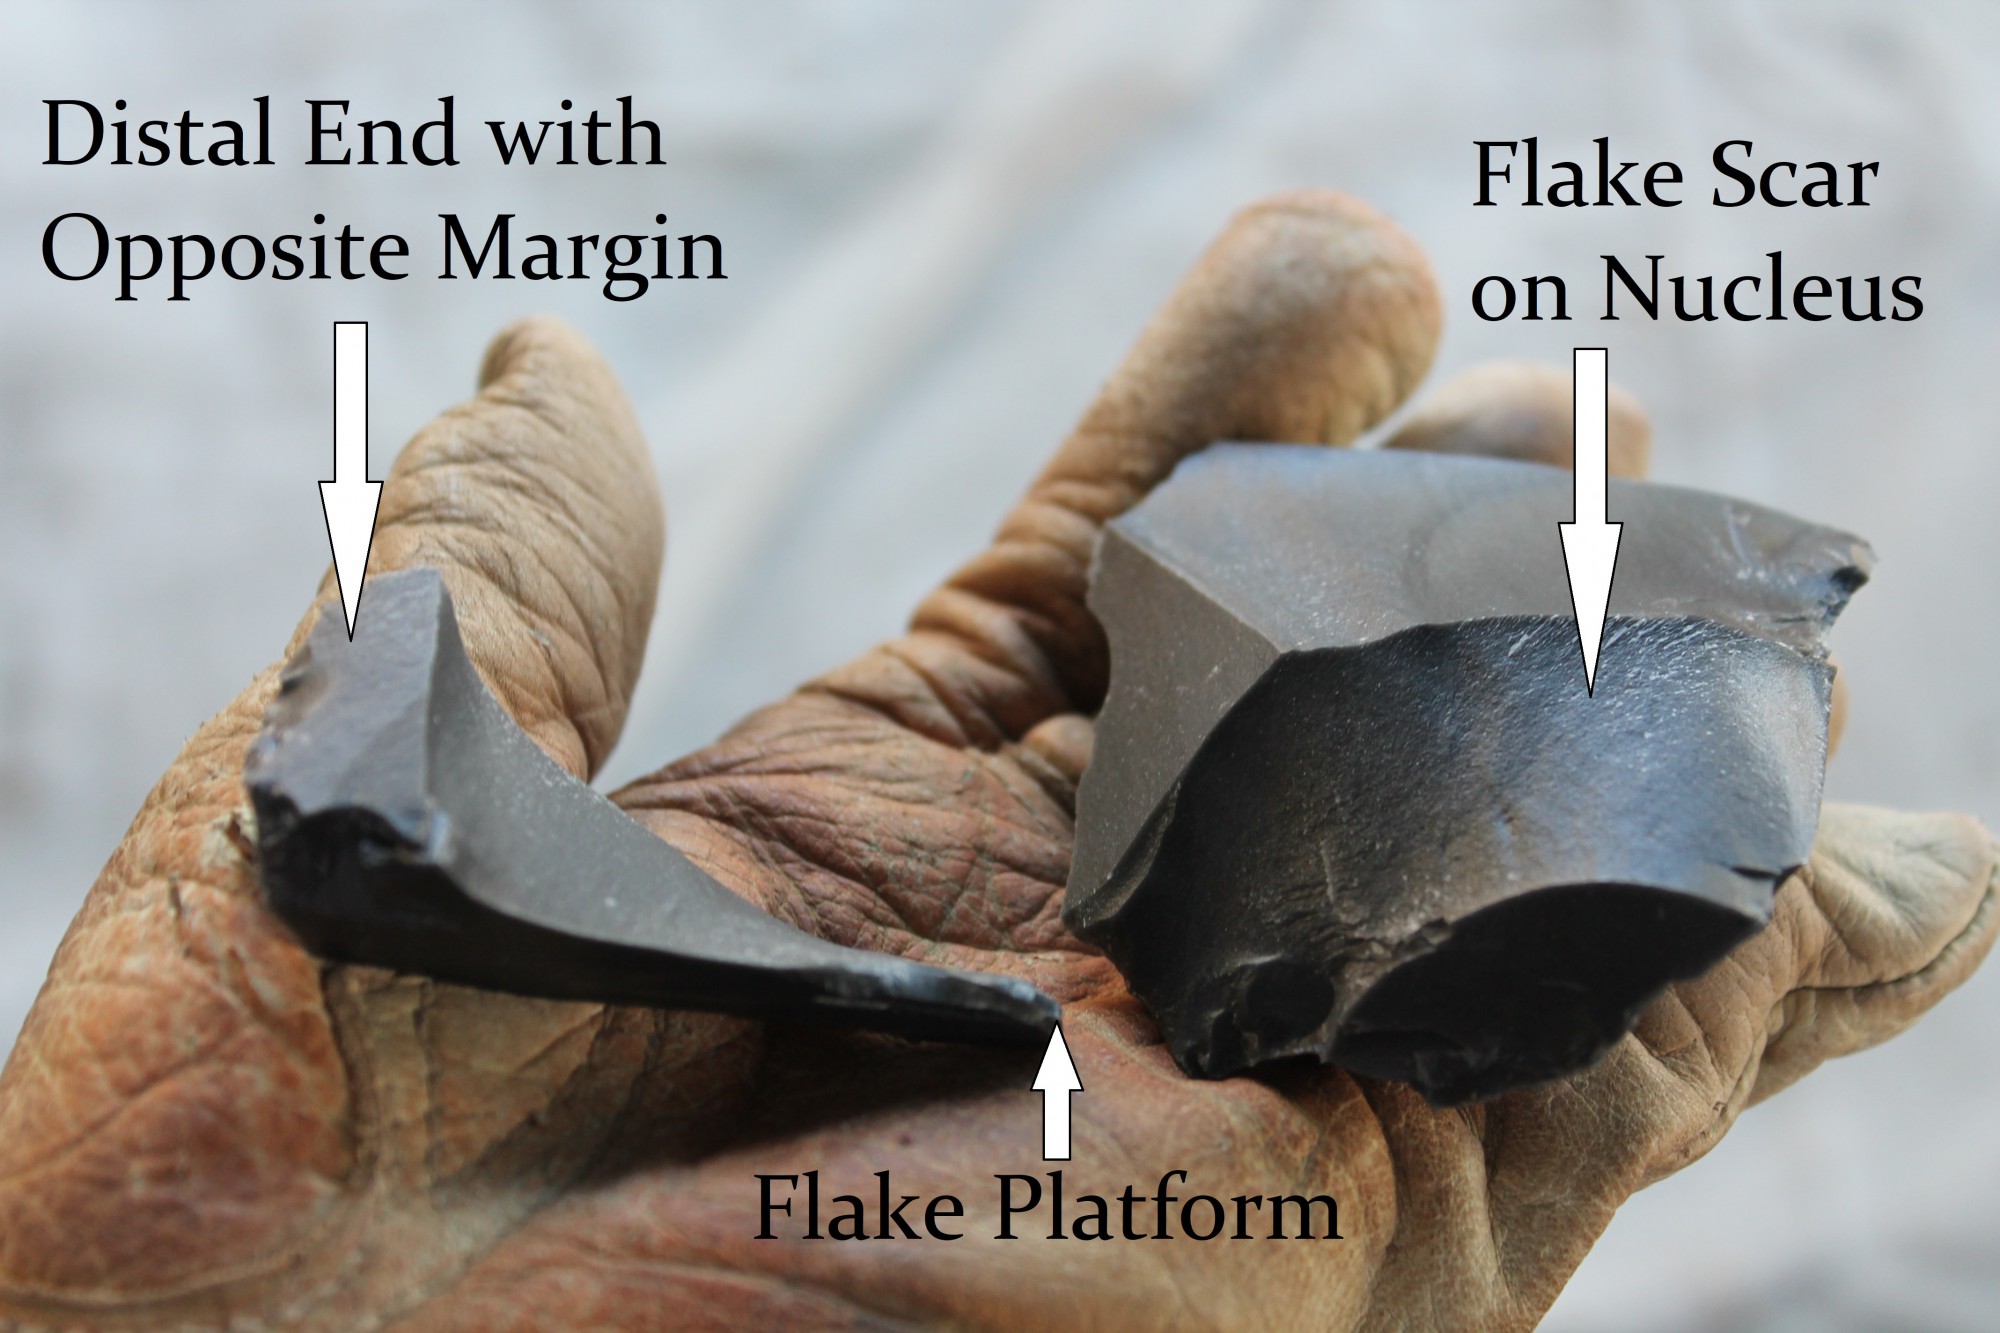 Distal End with
Opposite Margin
Flake Scar
on Nucleus
Flake Platform